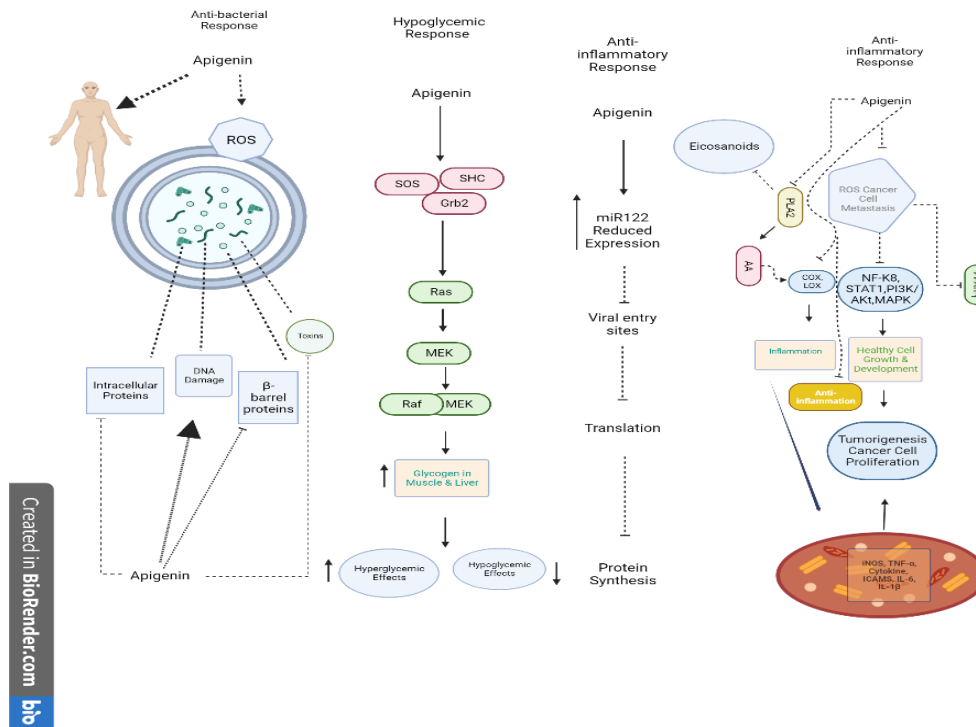 Anti-bacterial
Response
Apigenin
ROS
Toxins
Intracellular
Proteins
DNA
Damage
β-
barrel
proteins
Apigenin
Hypoglycemic
Response
Apigenin
SOS
SHC
Grb2
Ras
MEK
Raf
MEK
Glycogen in
Muscle & Liver
Hyperglycemic
Effects
Hypoglycemic
Effects
Anti-
inflammatory
Response
Apigenin
miR122
Reduced
Expression
Viral entry
sites
Translation
Protein
Synthesis
Anti-
inflammatory
Response
Apigenin
Eicosanoids
PLA2
ROS Cancer
Cell
Metastasis
AA
COX,
LOX
NF-K8,
STAT1,PI3K/
AKt,MAPK
Inflammation
Healthy Cell
Growth &
Development
Anti-
inflammation
Tumorigenesis
Cancer Cell
Proliferation
iNOS, TNF-α,
Cytokine,
ICAMS, IL-6,
IL-1β
Created in BioRender.com
bio